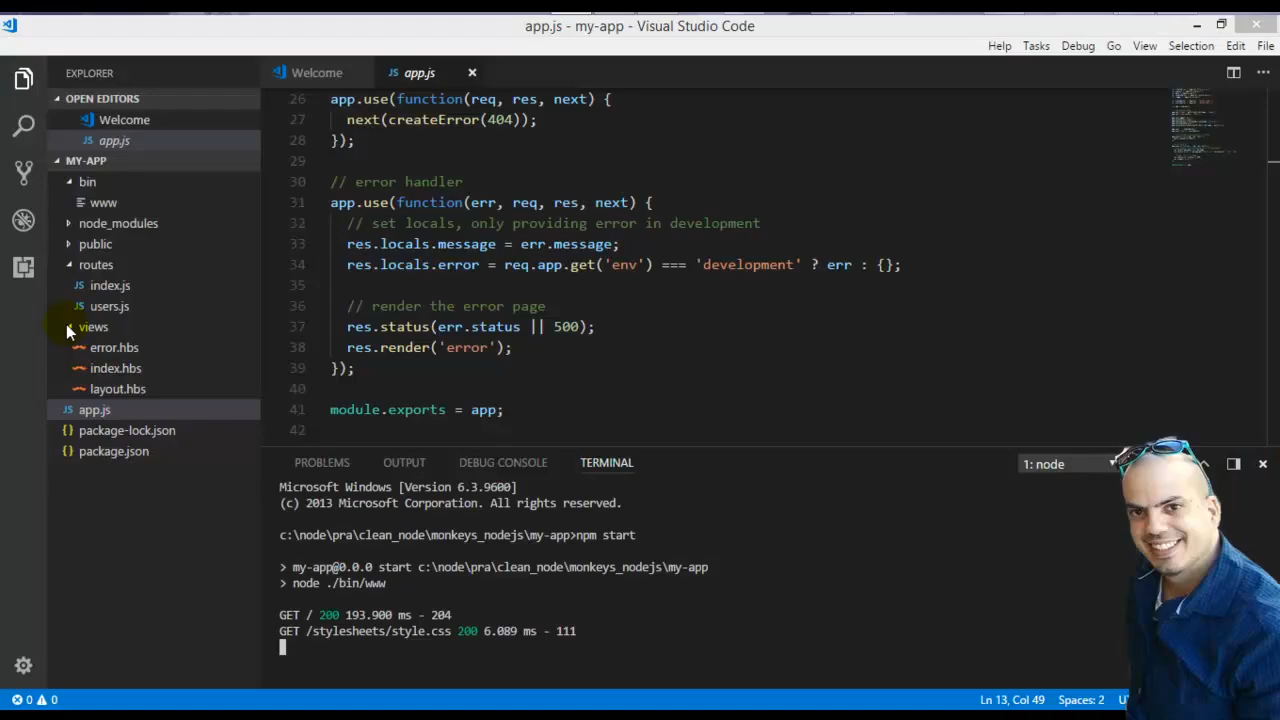 app.js - my-app - Visual Studio Code
Help Tasks Debug Go View Selection Edit File
EXPLORER
OPEN EDITORS
Welcome
app.js
MY-APP
bin
www
node_modules
public
routes
index.js
users.js
views
error.hbs
index.hbs
layout.hbs
app.js
package-lock.json
package.json
Welcome
JS app.js
26 app.use(function(req, res, next) {
27 next(createError(404));
28 });
29
30 // error handler
31 app.use(function(err, req, res, next) {
32 // set locals, only providing error in development
33 res.locals.message = err.message;
34 res.locals.error = req.app.get('env') === 'development' ? err : {};
35
36 // render the error page
37 res.status(err.status || 500);
38 res.render('error');
39 });
40
41 module.exports = app;
42
PROBLEMS OUTPUT DEBUG CONSOLE TERMINAL
1: node
Microsoft Windows [Version 6.3.9600]
(c) 2013 Microsoft Corporation. All rights reserved.
c:\node\pra\clean_node\monkeys_nodejs\my-app>npm start
> my-app@0.0.0 start c:\node\pra\clean_node\monkeys_nodejs\my-app
> node ./bin/www
GET / 200 193.900 ms - 204
GET /stylesheets/style.css 200 6.089 ms - 111
0 0
Ln 13, Col 49 Spaces: 2